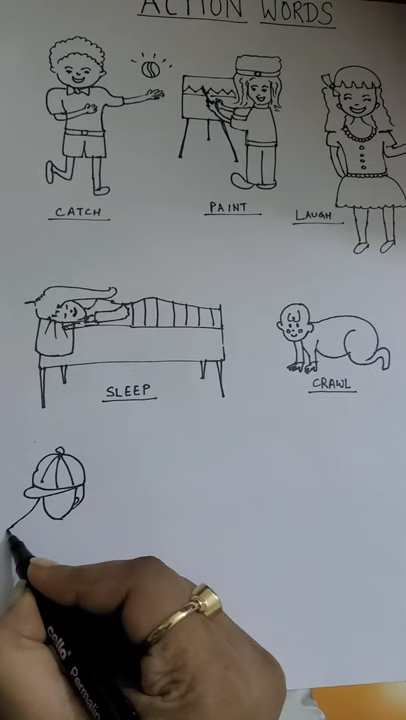 ACTION WORDS
CATCH
PAINT
LAUGH
SLEEP
CRAWL
cello